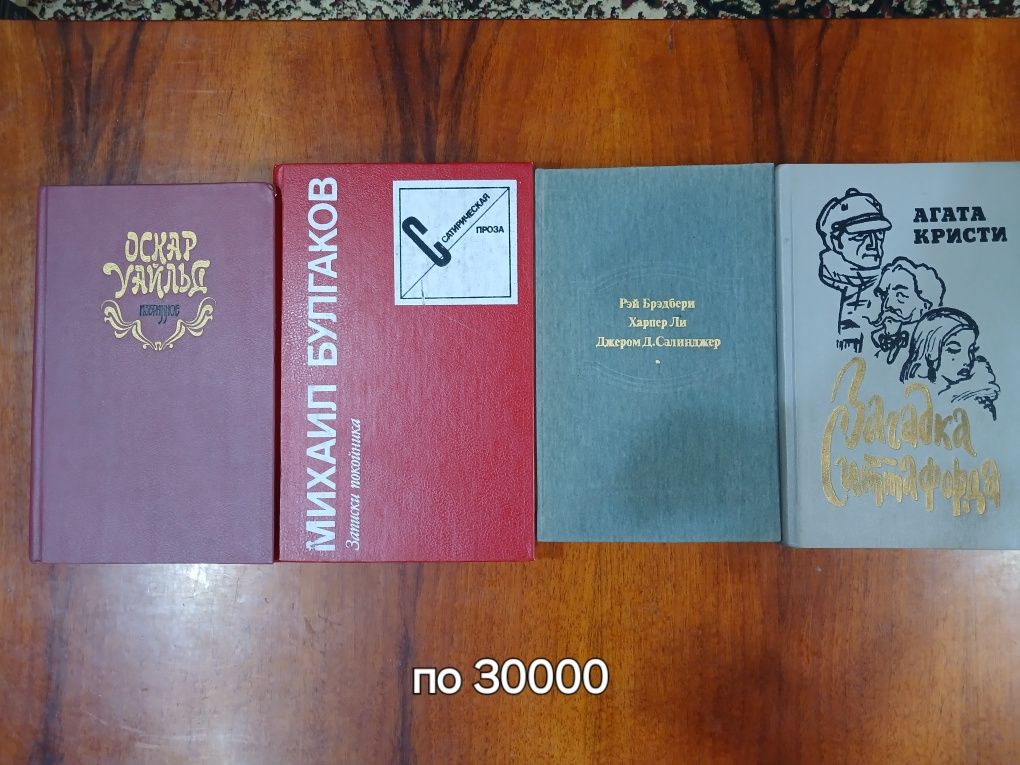 ОСКАР
УАЙЛЬД
ИЗБРАННОЕ
МИХАИЛ БУЛГАКОВ
Записки покойника
С
САТИРИЧЕСКАЯ
ПРОЗА
Рэй Брэдбери
Харпер Ли
Джером Д. Сэлинджер
АГАТА
КРИСТИ
Загадка
Ситтафорда
по 30000